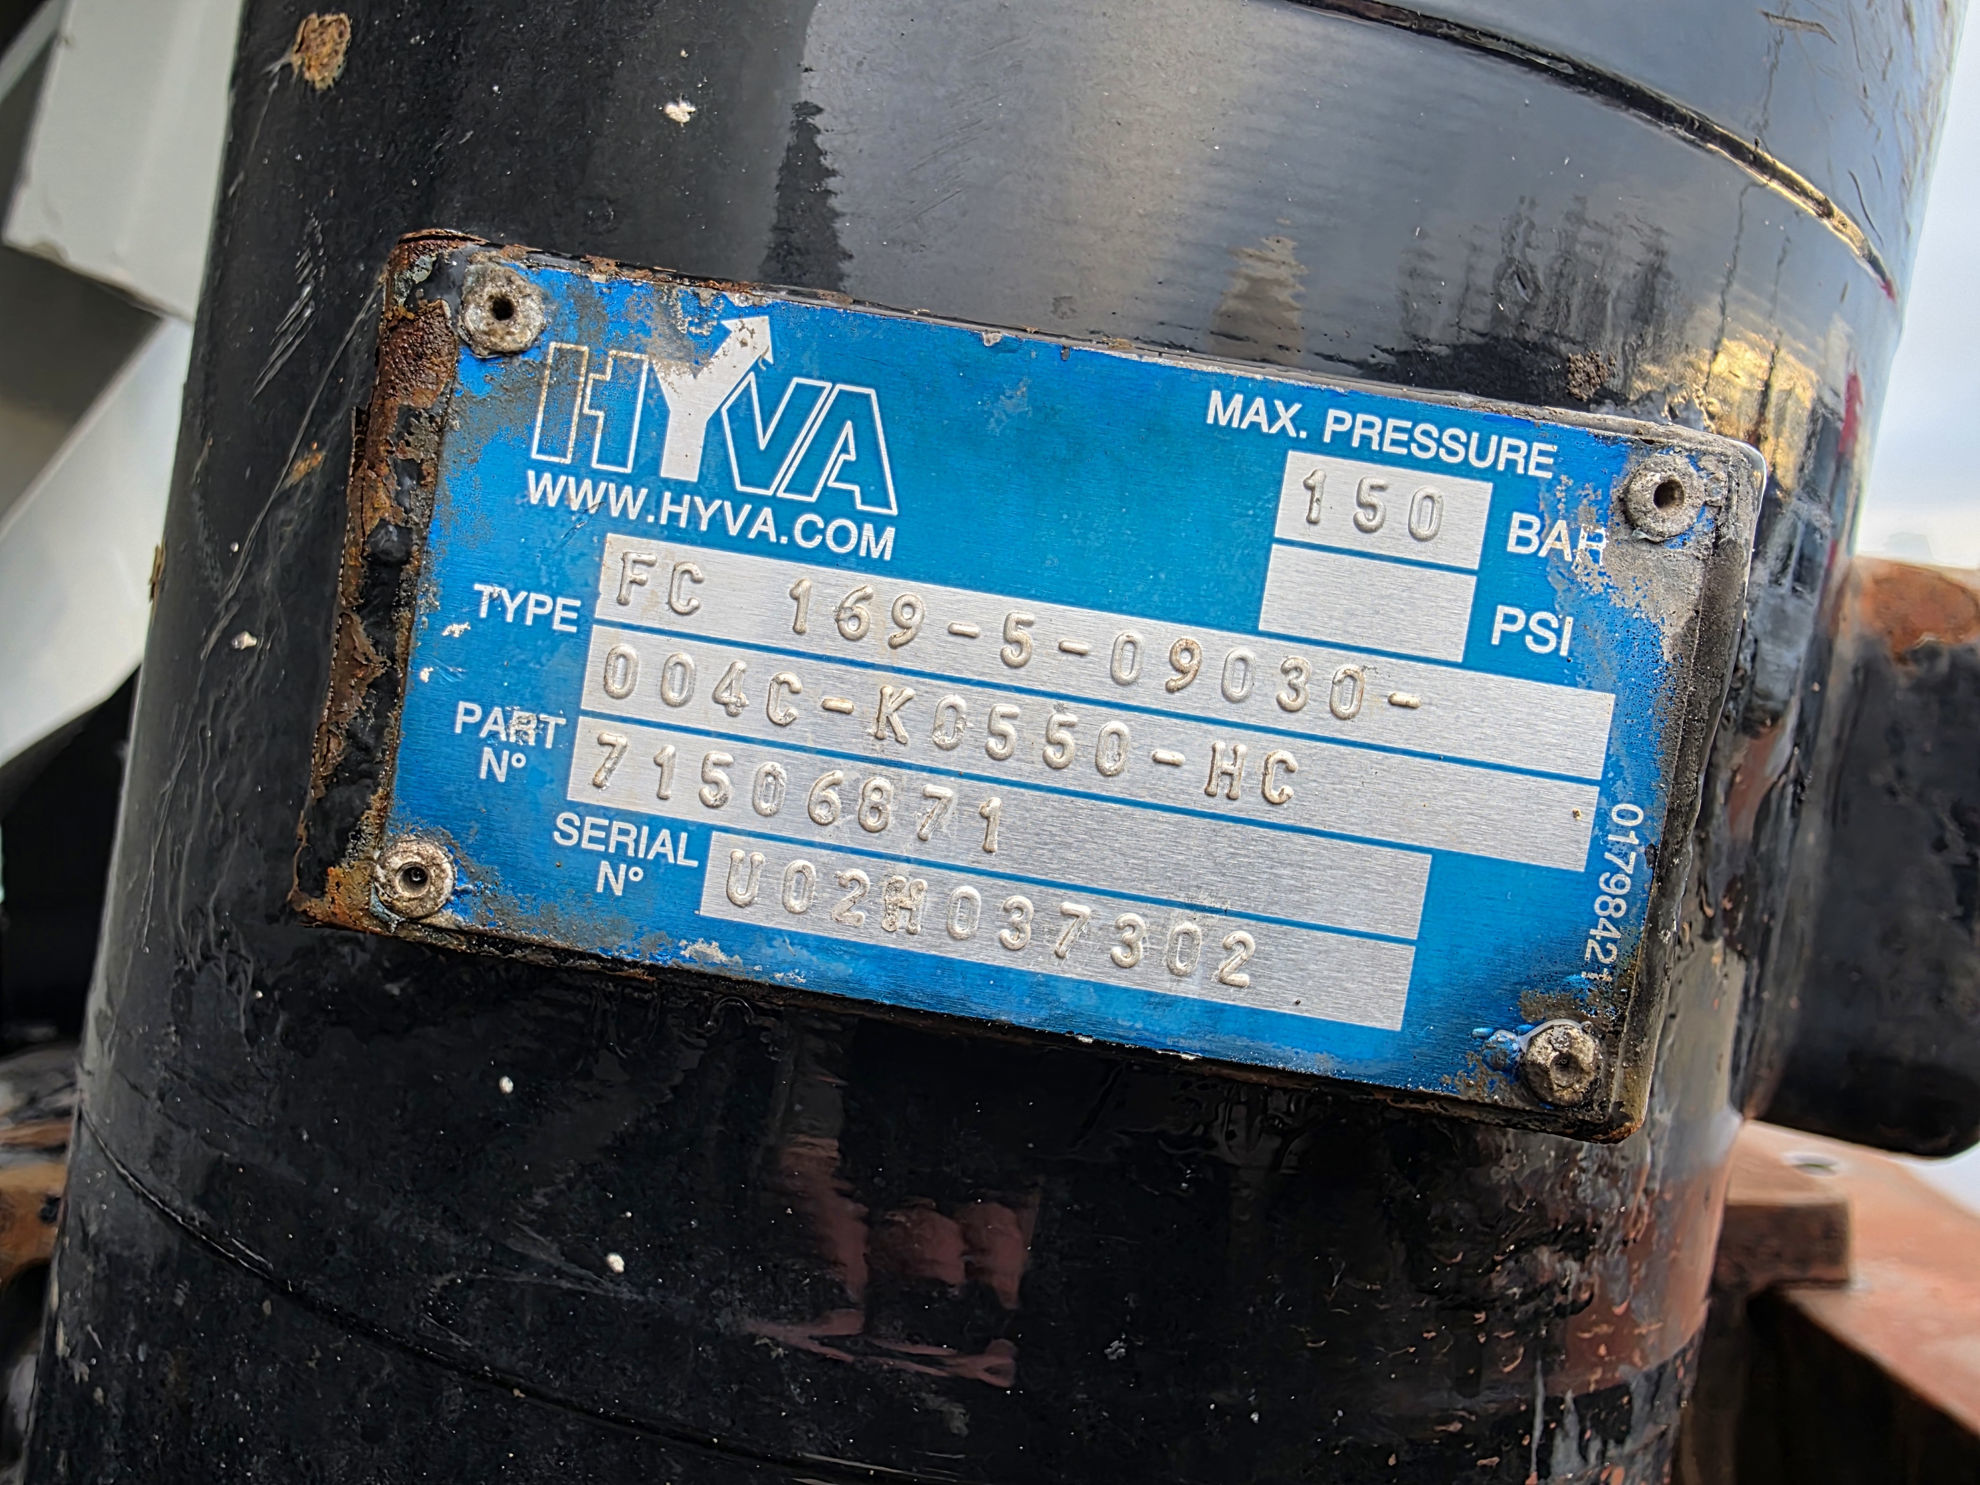 HYVA
WWW.HYVA.COM
MAX. PRESSURE
150 BAR
PSI
TYPE FC 169-5-09030-
004C-K0550-HC
PART N° 71506871
SERIAL N° U02H037302
017984421